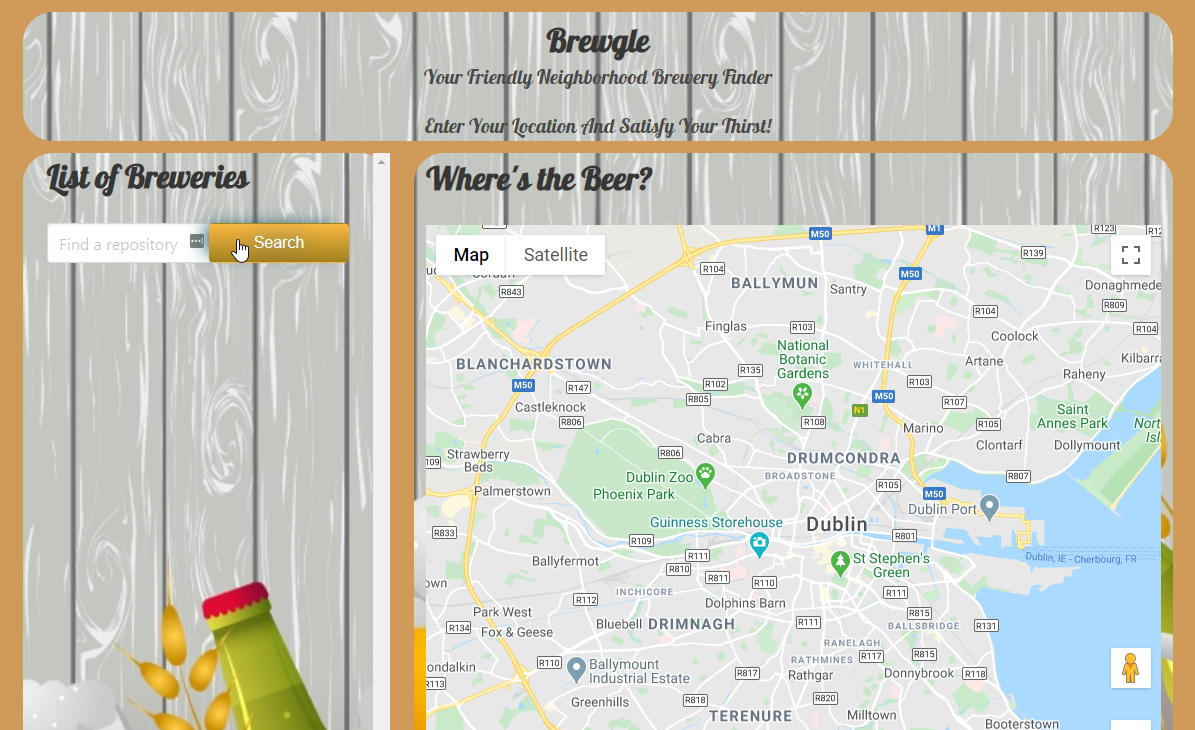 Brewgle
Your Friendly Neighborhood Brewery Finder
Enter Your Location And Satisfy Your Thirst!
List of Breweries
Find a repository
Search
Where's the Beer?
Map
Satellite
M50
M1
R123
R139
R104
M50
BALLYMUN
Santry
Donaghmede
R843
R809
R104
Finglas
R103
R104
Coolock
National
Botanic
Gardens
BLANCHARDSTOWN
WHITEHALL
Artane
Raheny
M50
R147
R135
R102
R103
R805
M50
R107
Castleknock
N1
Saint
Annes Park
R806
R108
Marino
R105
Cabra
Clontarf
Dollymount
Strawberry
Beds
R806
DRUMCONDRA
109
Dublin Zoo
BROADSTONE
R807
Palmerstown
Phoenix Park
R105
M50
Dublin Port
Guinness Storehouse
Dublin
R833
R109
R801
R111
Ballyfermot
R810
St Stephen's
Green
Dublin, IE - Cherbourg, FR
R811
R110
INCHICORE
R112
Dolphins Barn
R111
Park West
R815
R134
Bluebell
DRIMNAGH
R111
BALLSBRIDGE
R131
Fox & Geese
RANELAGH
R110
Ballymount
Industrial Estate
RATHMINES
R117
R815
ondalkin
R817
Rathgar
Donnybrook
R118
R113
Greenhills
R818
R820
TERENURE
Milltown
Booterstown